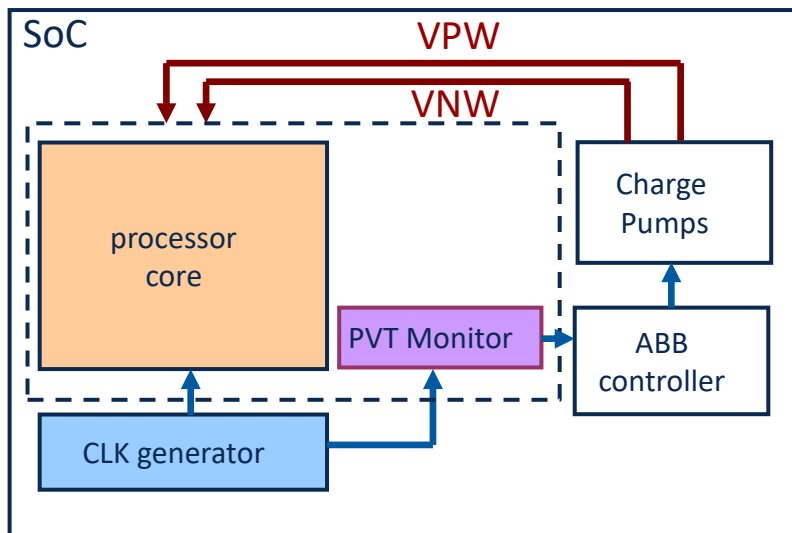 SoC
VPW
VNW
processor
core
Charge
Pumps
PVT Monitor
ABB
controller
CLK generator